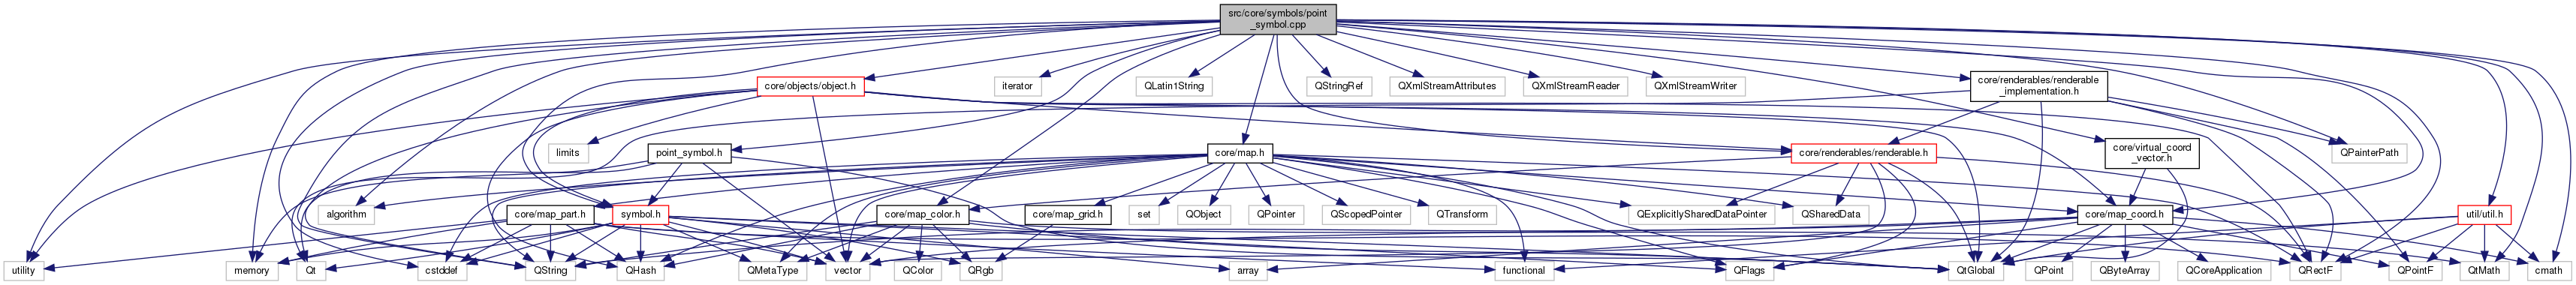 src/core/symbols/point
_symbol.cpp
core/objects/object.h
iterator
QLatin1String
QStringRef
QXmlStreamAttributes
QXmlStreamReader
QXmlStreamWriter
core/renderables/renderable
_implementation.h
limits
point_symbol.h
core/map.h
core/renderables/renderable.h
core/virtual_coord
_vector.h
QPainterPath
algorithm
core/map_part.h
symbol.h
core/map_color.h
core/map_grid.h
set
QObject
QPointer
QScopedPointer
QTransform
QExplicitlySharedDataPointer
QSharedData
core/map_coord.h
util/util.h
utility
memory
Qt
cstddef
QString
QHash
QMetaType
vector
QColor
QRgb
array
functional
QFlags
QtGlobal
QPoint
QByteArray
QCoreApplication
QRectF
QPointF
QtMath
cmath